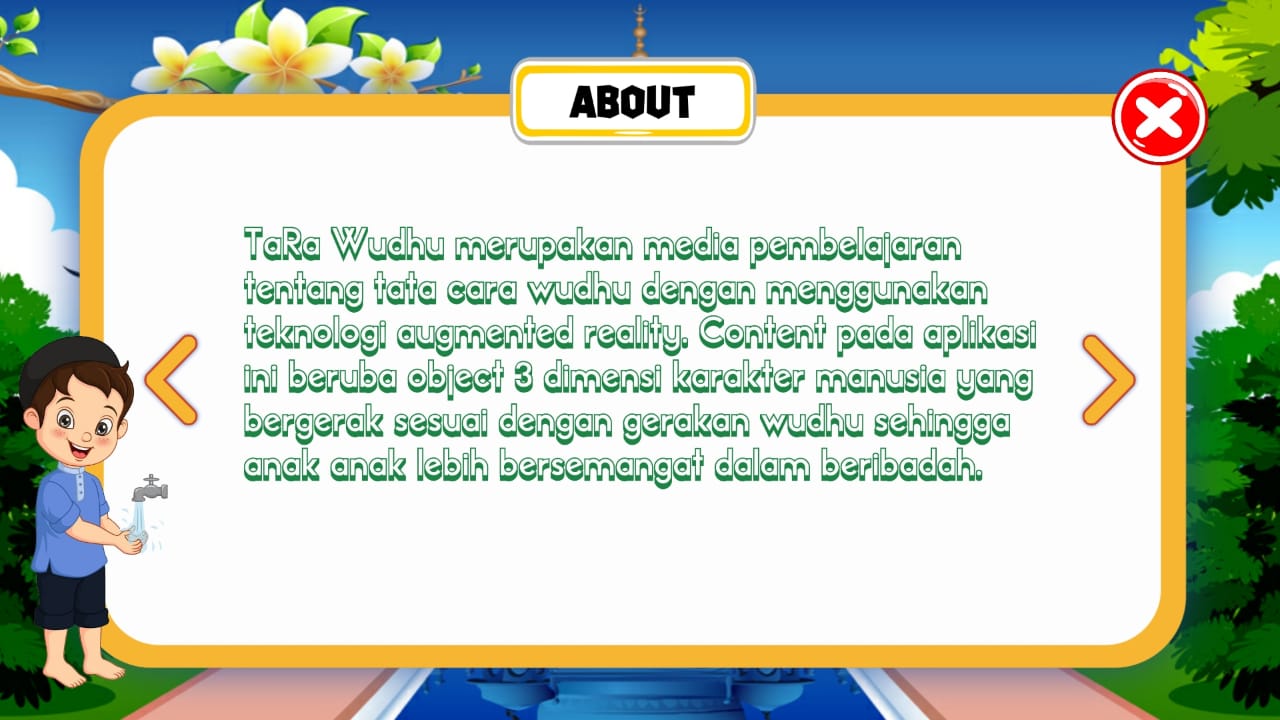 ABOUT
TaRa Wudhu merupakan media pembelajaran
tentang tata cara wudhu dengan menggunakan
teknologi augmented reality. Content pada aplikasi
ini beruba object 3 dimensi karakter manusia yang
bergerak sesuai dengan gerakan wudhu sehingga
anak anak lebih bersemangat dalam beribadah.